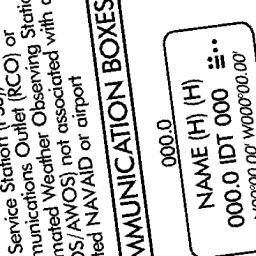 Service Station (FSS),
munications Outlet (RCO) or
mated Weather Observing Static
OS/AWOS) not associated with a
ted NAVAID or airport
MMUNICATION BOXES
000.0
NAME (H) (H)
000.0 IDT 000
N00°00.00' W000°00.00'